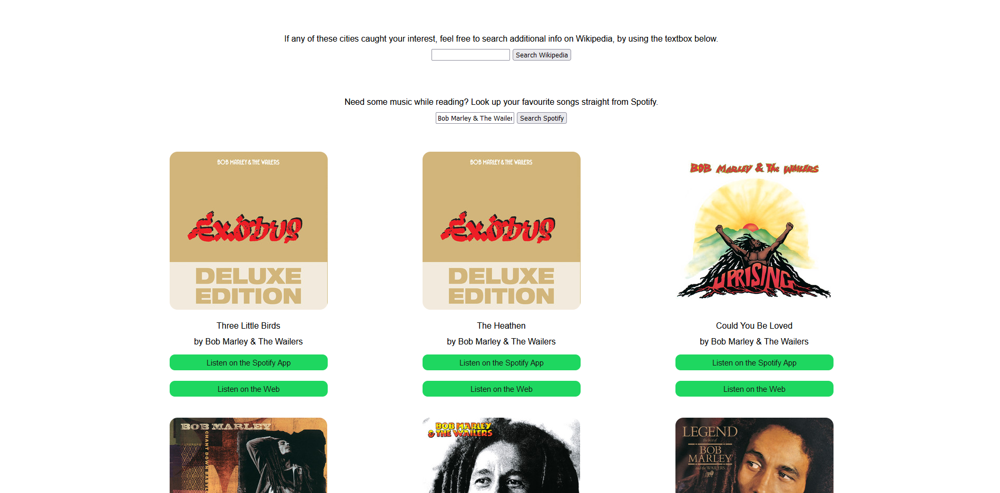 If any of these cities caught your interest, feel free to search additional info on Wikipedia, by using the textbox below.
Search Wikipedia
Need some music while reading? Look up your favourite songs straight from Spotify.
Bob Marley & The Wailer Search Spotify
BOB MARLEY & THE WAILERS
EXODUS
DELUXE
EDITION
BOB MARLEY & THE WAILERS
EXODUS
DELUXE
EDITION
BOB MARLEY & The WAILERS
UPRISING
Three Little Birds
by Bob Marley & The Wailers
Listen on the Spotify App
Listen on the Web
The Heathen
by Bob Marley & The Wailers
Listen on the Spotify App
Listen on the Web
Could You Be Loved
by Bob Marley & The Wailers
Listen on the Spotify App
Listen on the Web
BOB MARLEY
CHANT DOWN
BOB MARLEY
& THE WAILERS
LEGEND
the best of
BOB
MARLEY
and the WAILERS